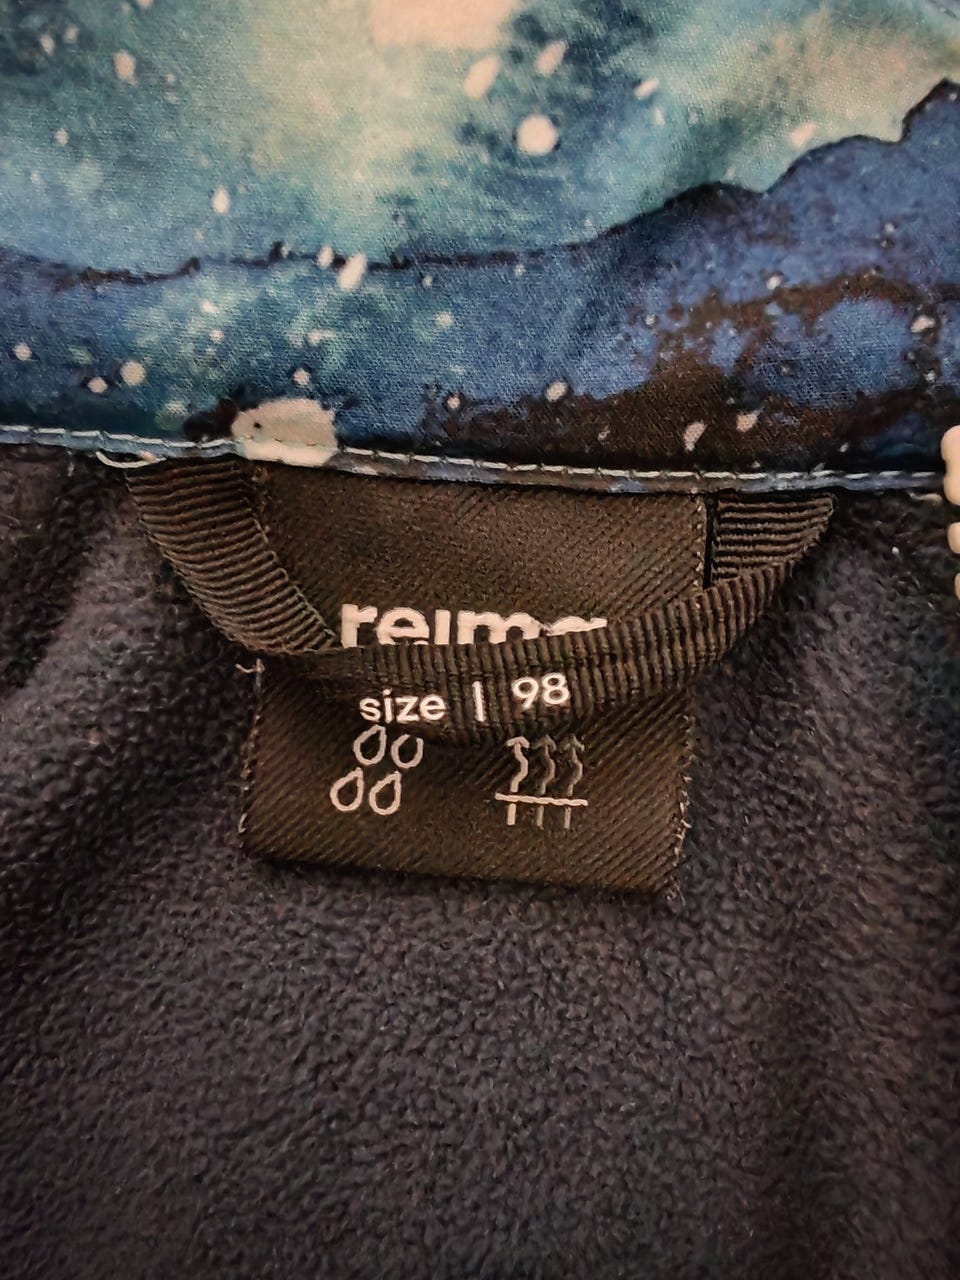 reima
size | 98